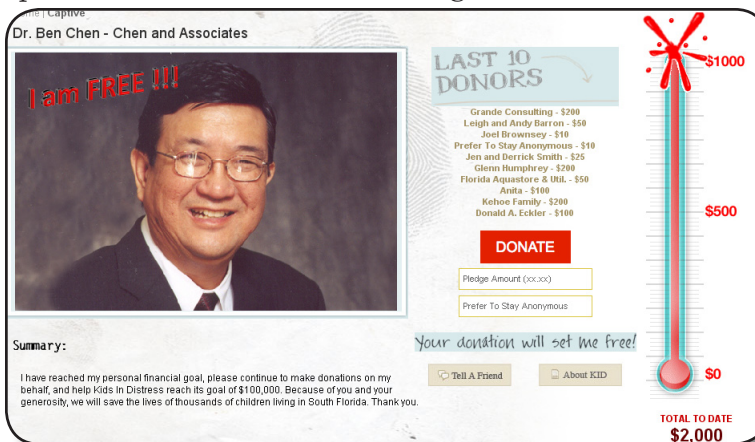 Home | Captive
Dr. Ben Chen - Chen and Associates
I am FREE !!!
LAST 10
DONORS
Grande Consulting - $200
Leigh and Andy Barron - $50
Joel Brownsey - $10
Prefer To Stay Anonymous - $10
Jen and Derrick Smith - $25
Glenn Humphrey - $200
Florida Aquastore & Util. - $50
Anita - $100
Kehoe Family - $200
Donald A. Eckler - $100
DONATE
Pledge Amount (xx.xx)
Prefer To Stay Anonymous
Your donation will set me free!
Tell A Friend
About KID
$1000
$500
$0
TOTAL TO DATE
$2,000
Summary:
I have reached my personal financial goal, please continue to make donations on my
behalf, and help Kids In Distress reach its goal of $100,000. Because of you and your
generosity, we will save the lives of thousands of children living in South Florida. Thank you.